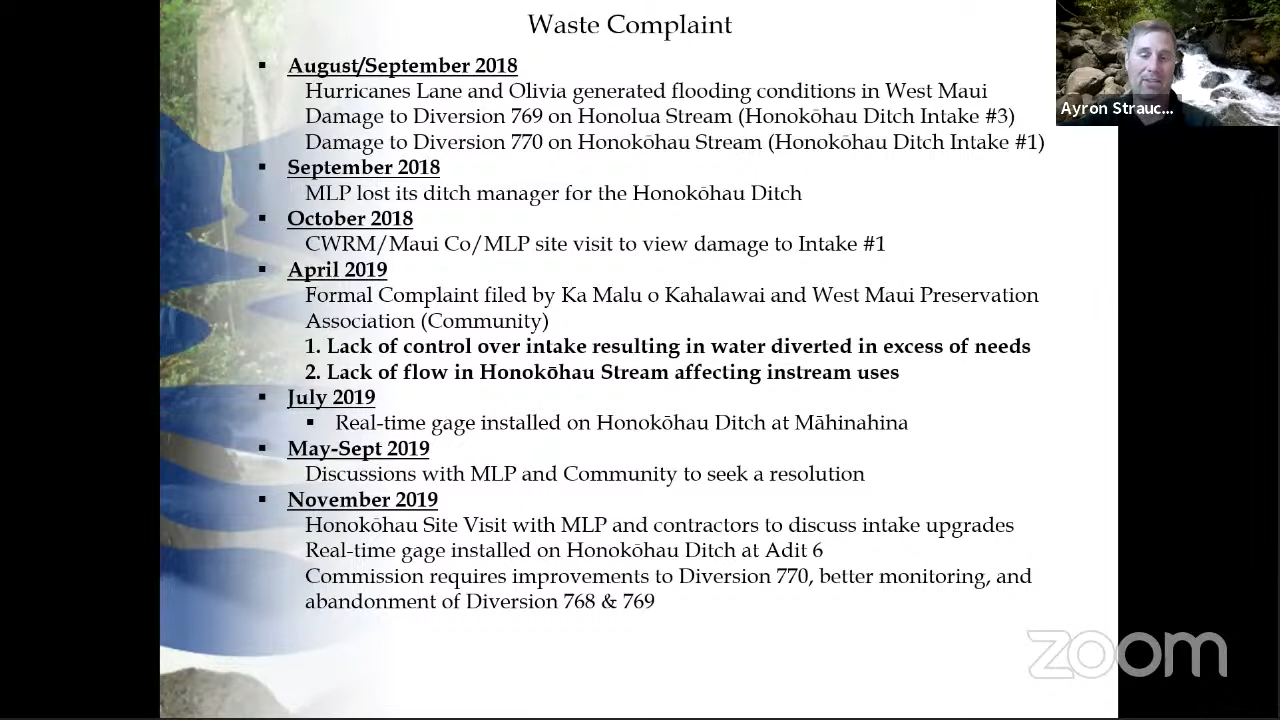 Waste Complaint
▪ August/September 2018
Hurricanes Lane and Olivia generated flooding conditions in West Maui
Damage to Diversion 769 on Honolua Stream (Honokōhau Ditch Intake #3)
Damage to Diversion 770 on Honokōhau Stream (Honokōhau Ditch Intake #1)
▪ September 2018
MLP lost its ditch manager for the Honokōhau Ditch
▪ October 2018
CWRM/Maui Co/MLP site visit to view damage to Intake #1
▪ April 2019
Formal Complaint filed by Ka Malu o Kahalawai and West Maui Preservation
Association (Community)
1. Lack of control over intake resulting in water diverted in excess of needs
2. Lack of flow in Honokōhau Stream affecting instream uses
▪ July 2019
▪ Real-time gage installed on Honokōhau Ditch at Māhinahina
▪ May-Sept 2019
Discussions with MLP and Community to seek a resolution
▪ November 2019
Honokōhau Site Visit with MLP and contractors to discuss intake upgrades
Real-time gage installed on Honokōhau Ditch at Adit 6
Commission requires improvements to Diversion 770, better monitoring, and
abandonment of Diversion 768 & 769
Ayron Strauc...
zoom